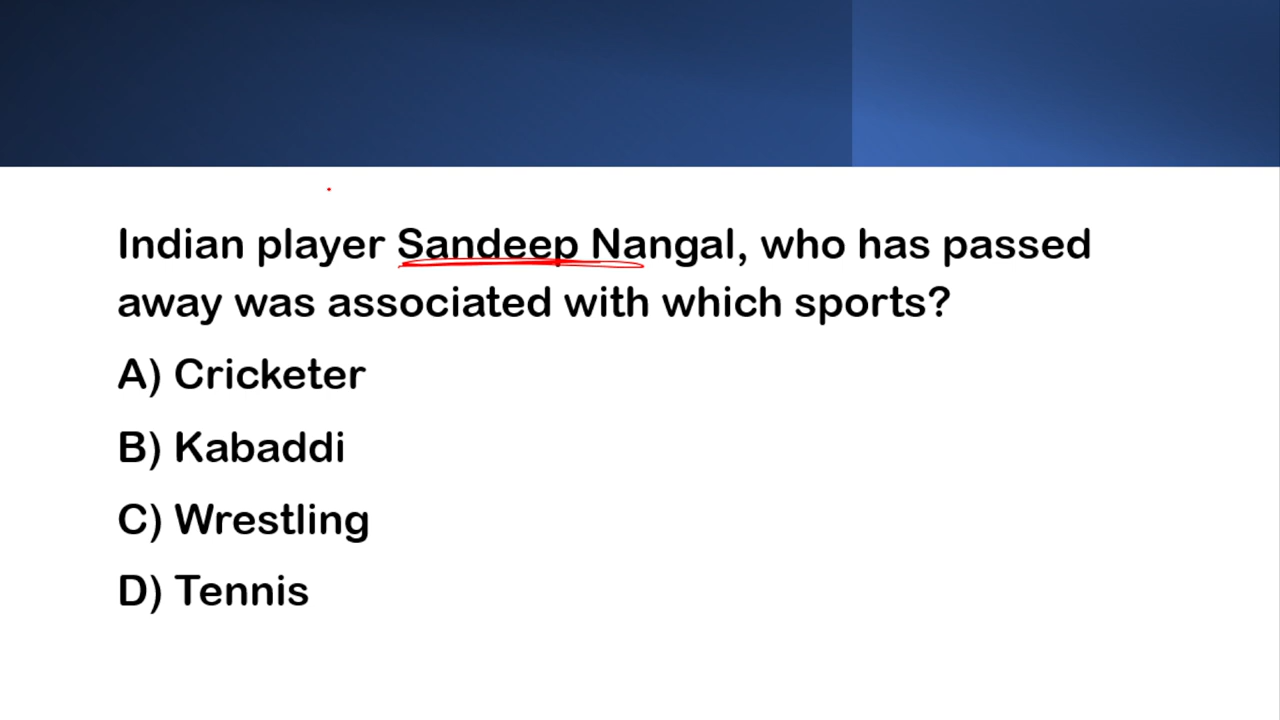 Indian player Sandeep Nangal, who has passed
away was associated with which sports?
A) Cricketer
B) Kabaddi
C) Wrestling
D) Tennis